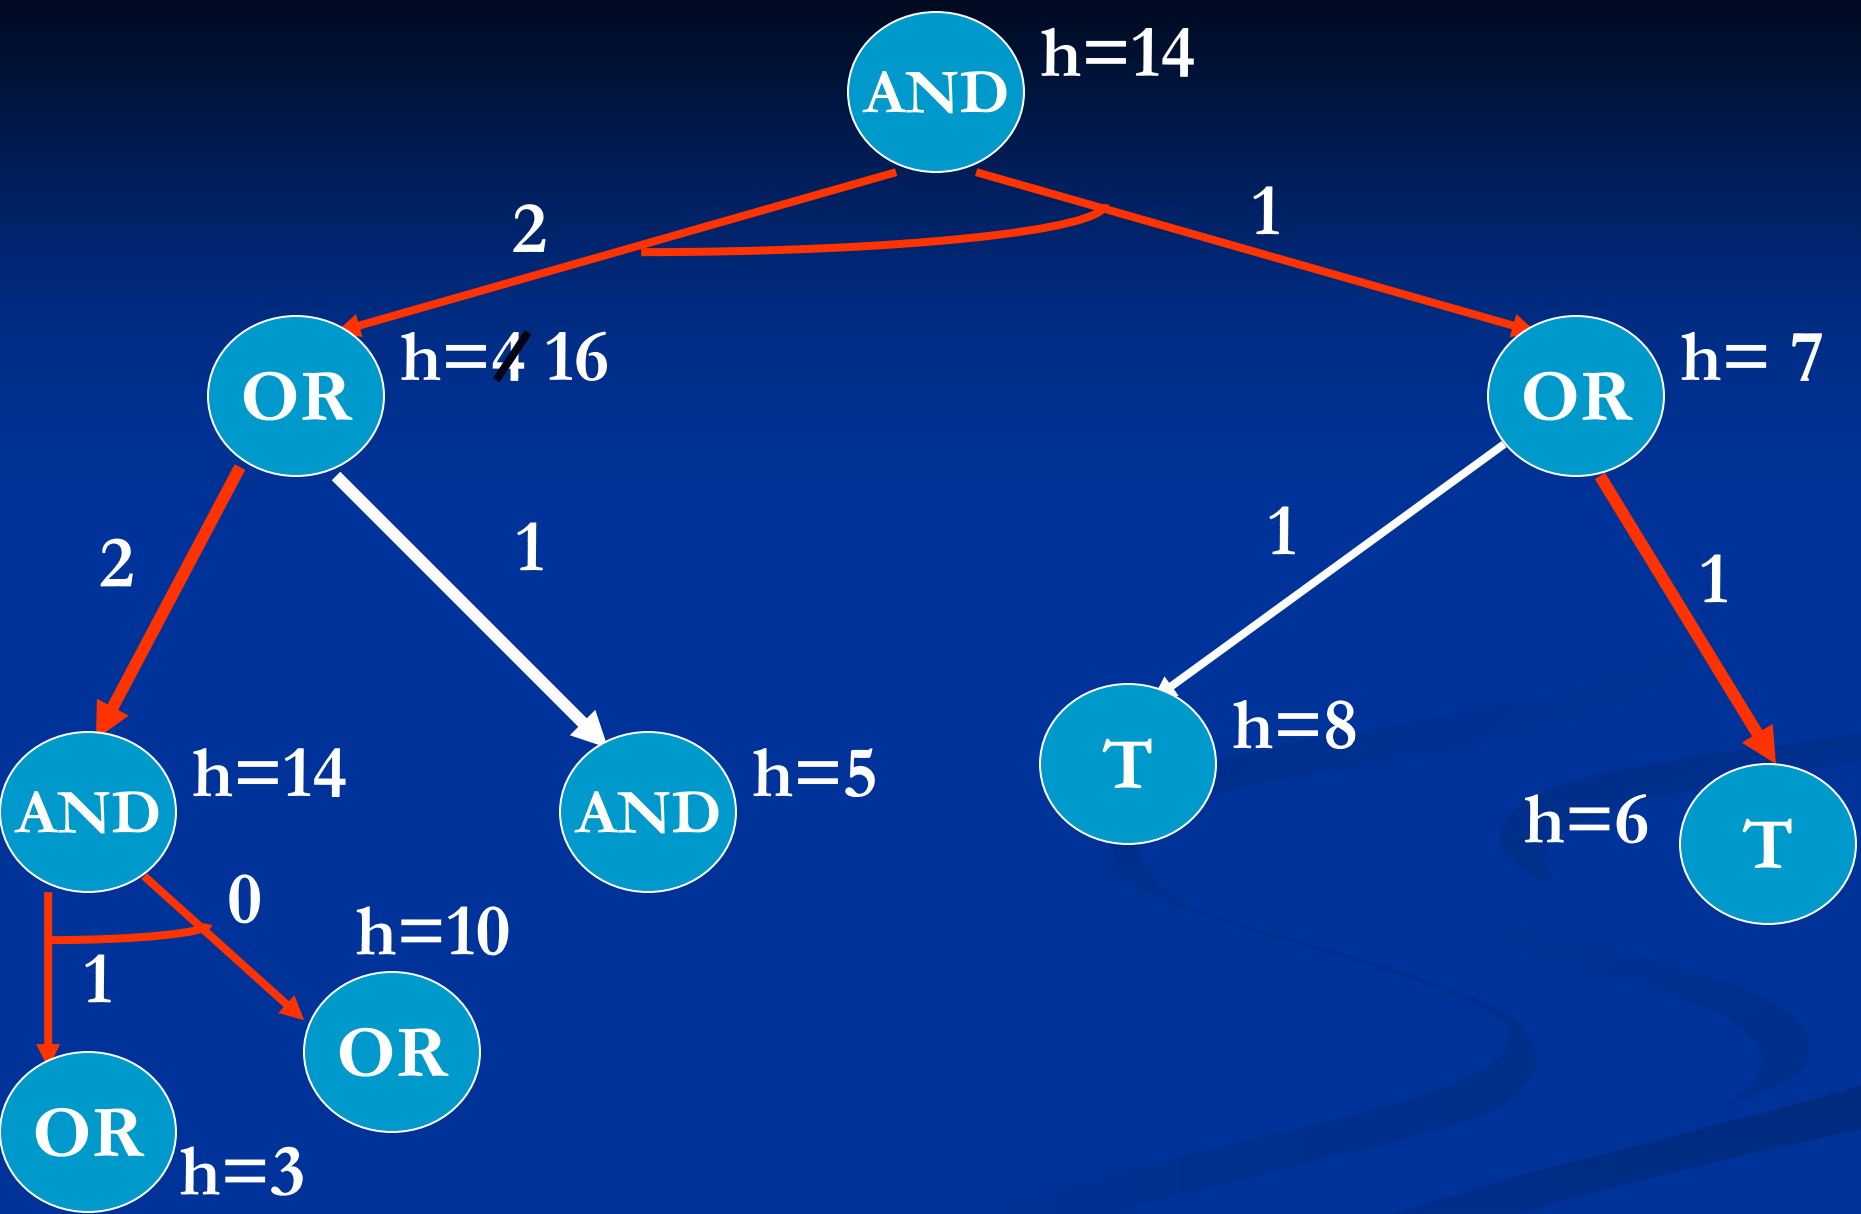 AND h=14
2 1
OR h=4 16 OR h= 7
2 1 1 1
AND h=14 AND h=5 T h=8 h=6 T
0 h=10
1 OR
OR h=3